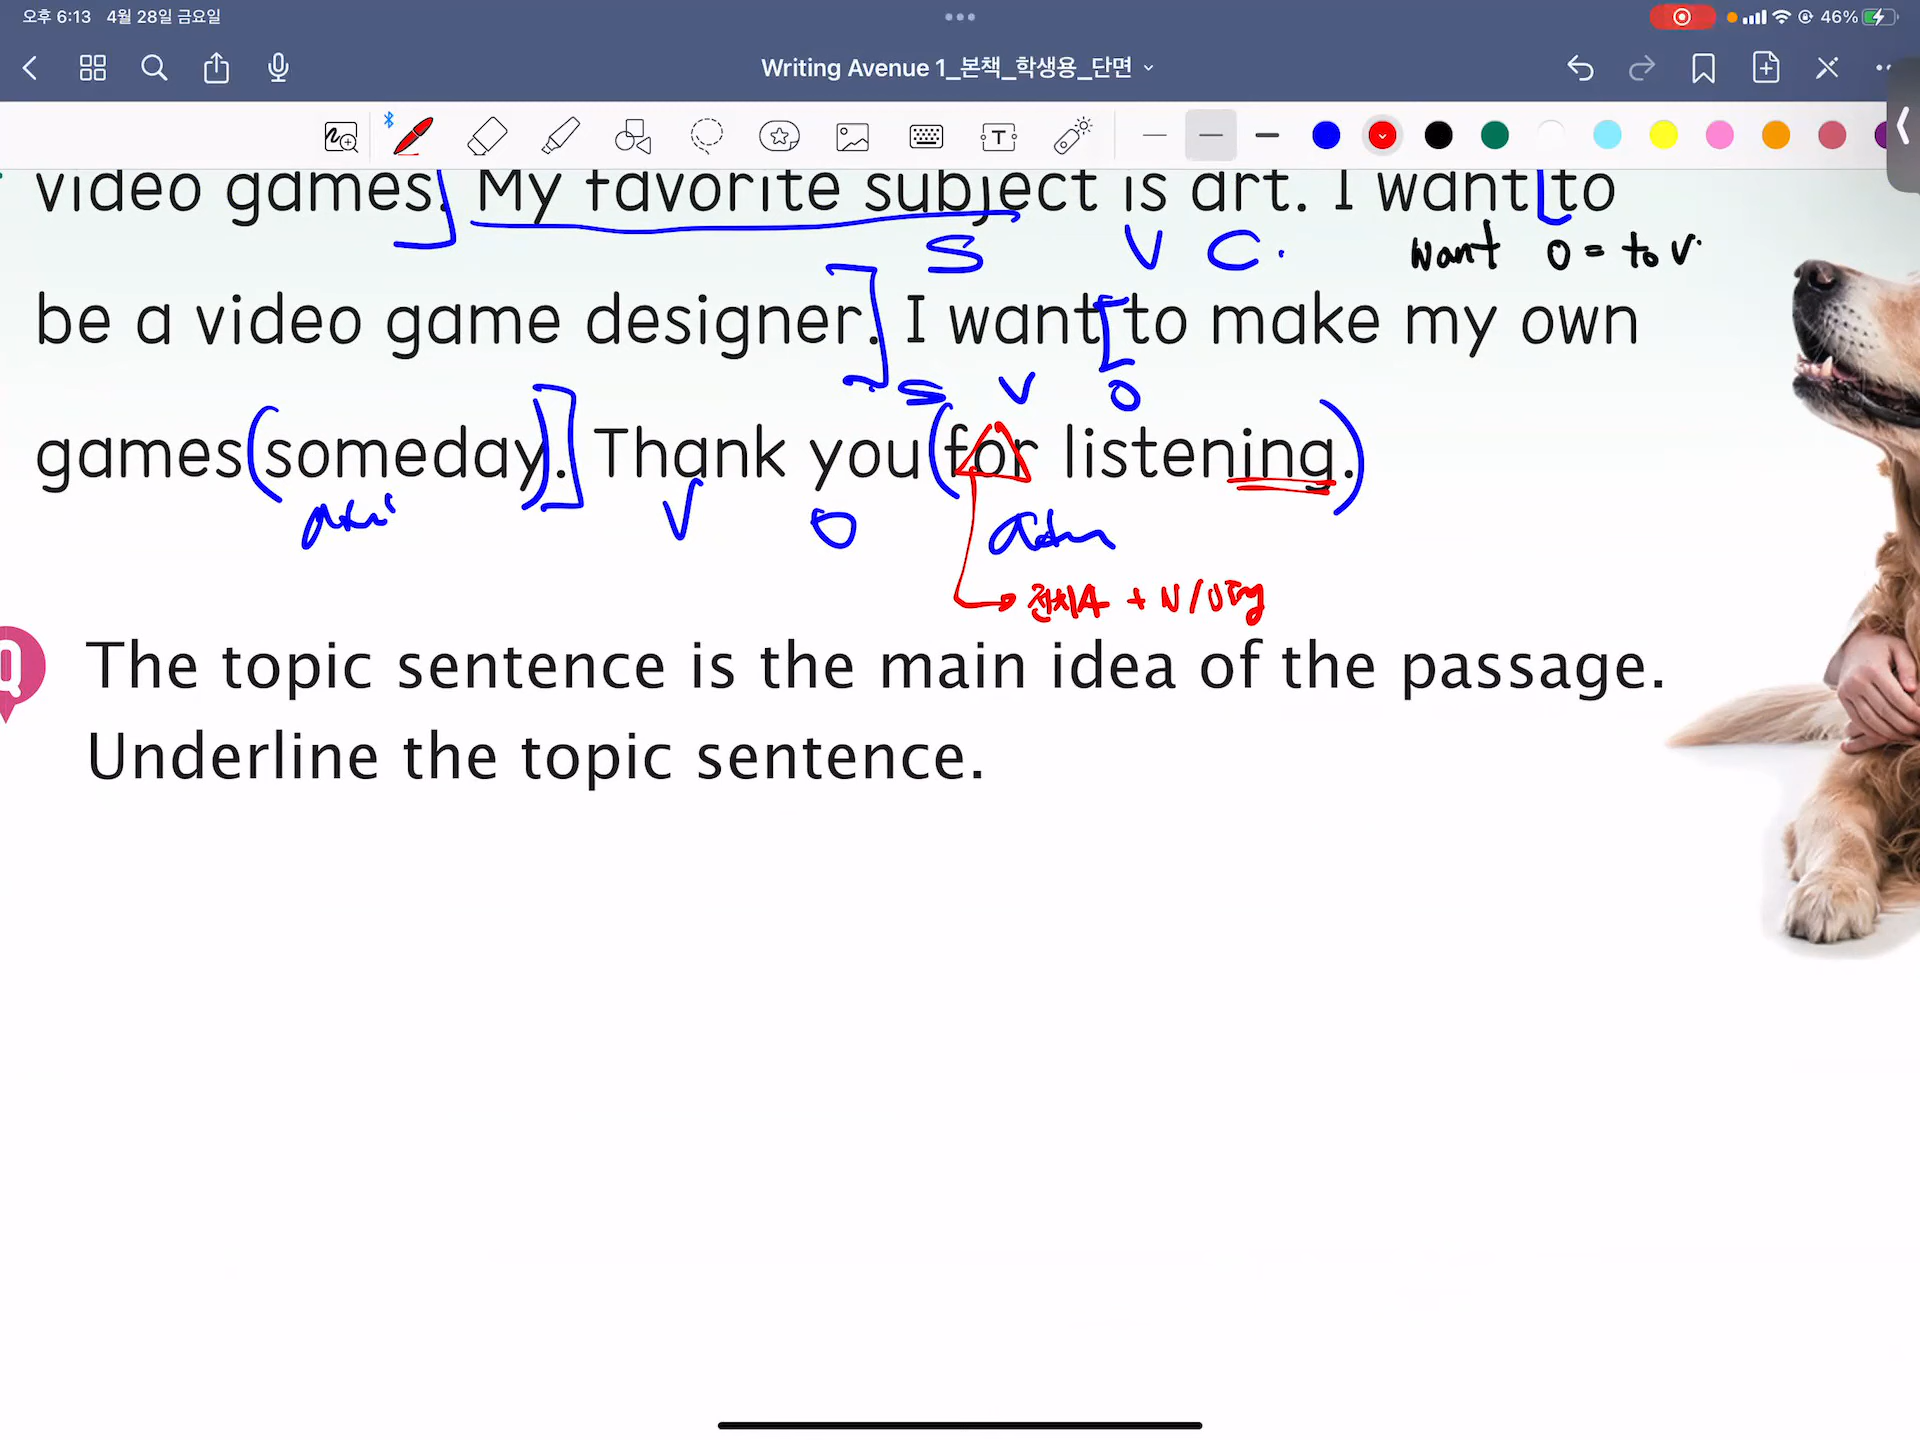 오후 6:13 4월 28일 금요일
46%
Writing Avenue 1_본책_학생용_단면
video games. My favorite subject is art. I want to
S V C. want O = to V.
be a video game designer. I want to make my own
S V O
games (someday). Thank you (for listening.)
V O
전치사 + N/Ving
Q The topic sentence is the main idea of the passage.
Underline the topic sentence.